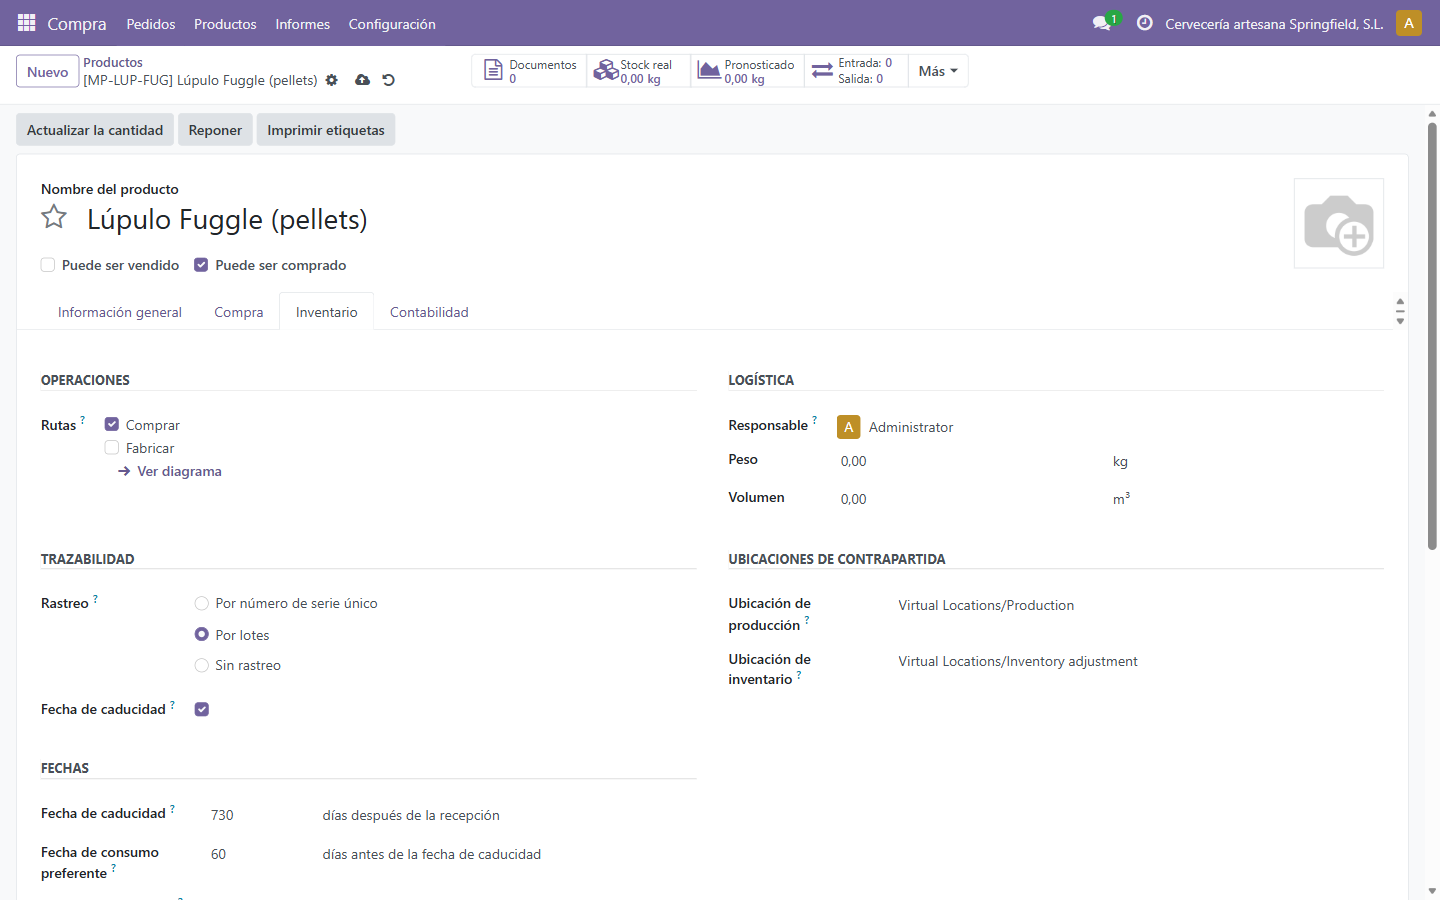 Compra Pedidos Productos Informes Configuración 1 Cervecería artesana Springfield, S.L. A
Nuevo
Productos
[MP-LUP-FUG] Lúpulo Fuggle (pellets)
Documentos
0
Stock real
0,00 kg
Pronosticado
0,00 kg
Entrada: 0
Salida: 0
Más
Actualizar la cantidad Reponer Imprimir etiquetas
Nombre del producto
Lúpulo Fuggle (pellets)
Puede ser vendido Puede ser comprado
Información general Compra Inventario Contabilidad
OPERACIONES
Rutas ? Comprar
Fabricar
Ver diagrama
LOGÍSTICA
Responsable ? A Administrator
Peso 0,00 kg
Volumen 0,00 m³
TRAZABILIDAD
Rastreo ? Por número de serie único
Por lotes
Sin rastreo
Fecha de caducidad ?
UBICACIONES DE CONTRAPARTIDA
Ubicación de
producción ?
Virtual Locations/Production
Ubicación de
inventario ?
Virtual Locations/Inventory adjustment
FECHAS
Fecha de caducidad ? 730 días después de la recepción
Fecha de consumo
preferente ?
60 días antes de la fecha de caducidad